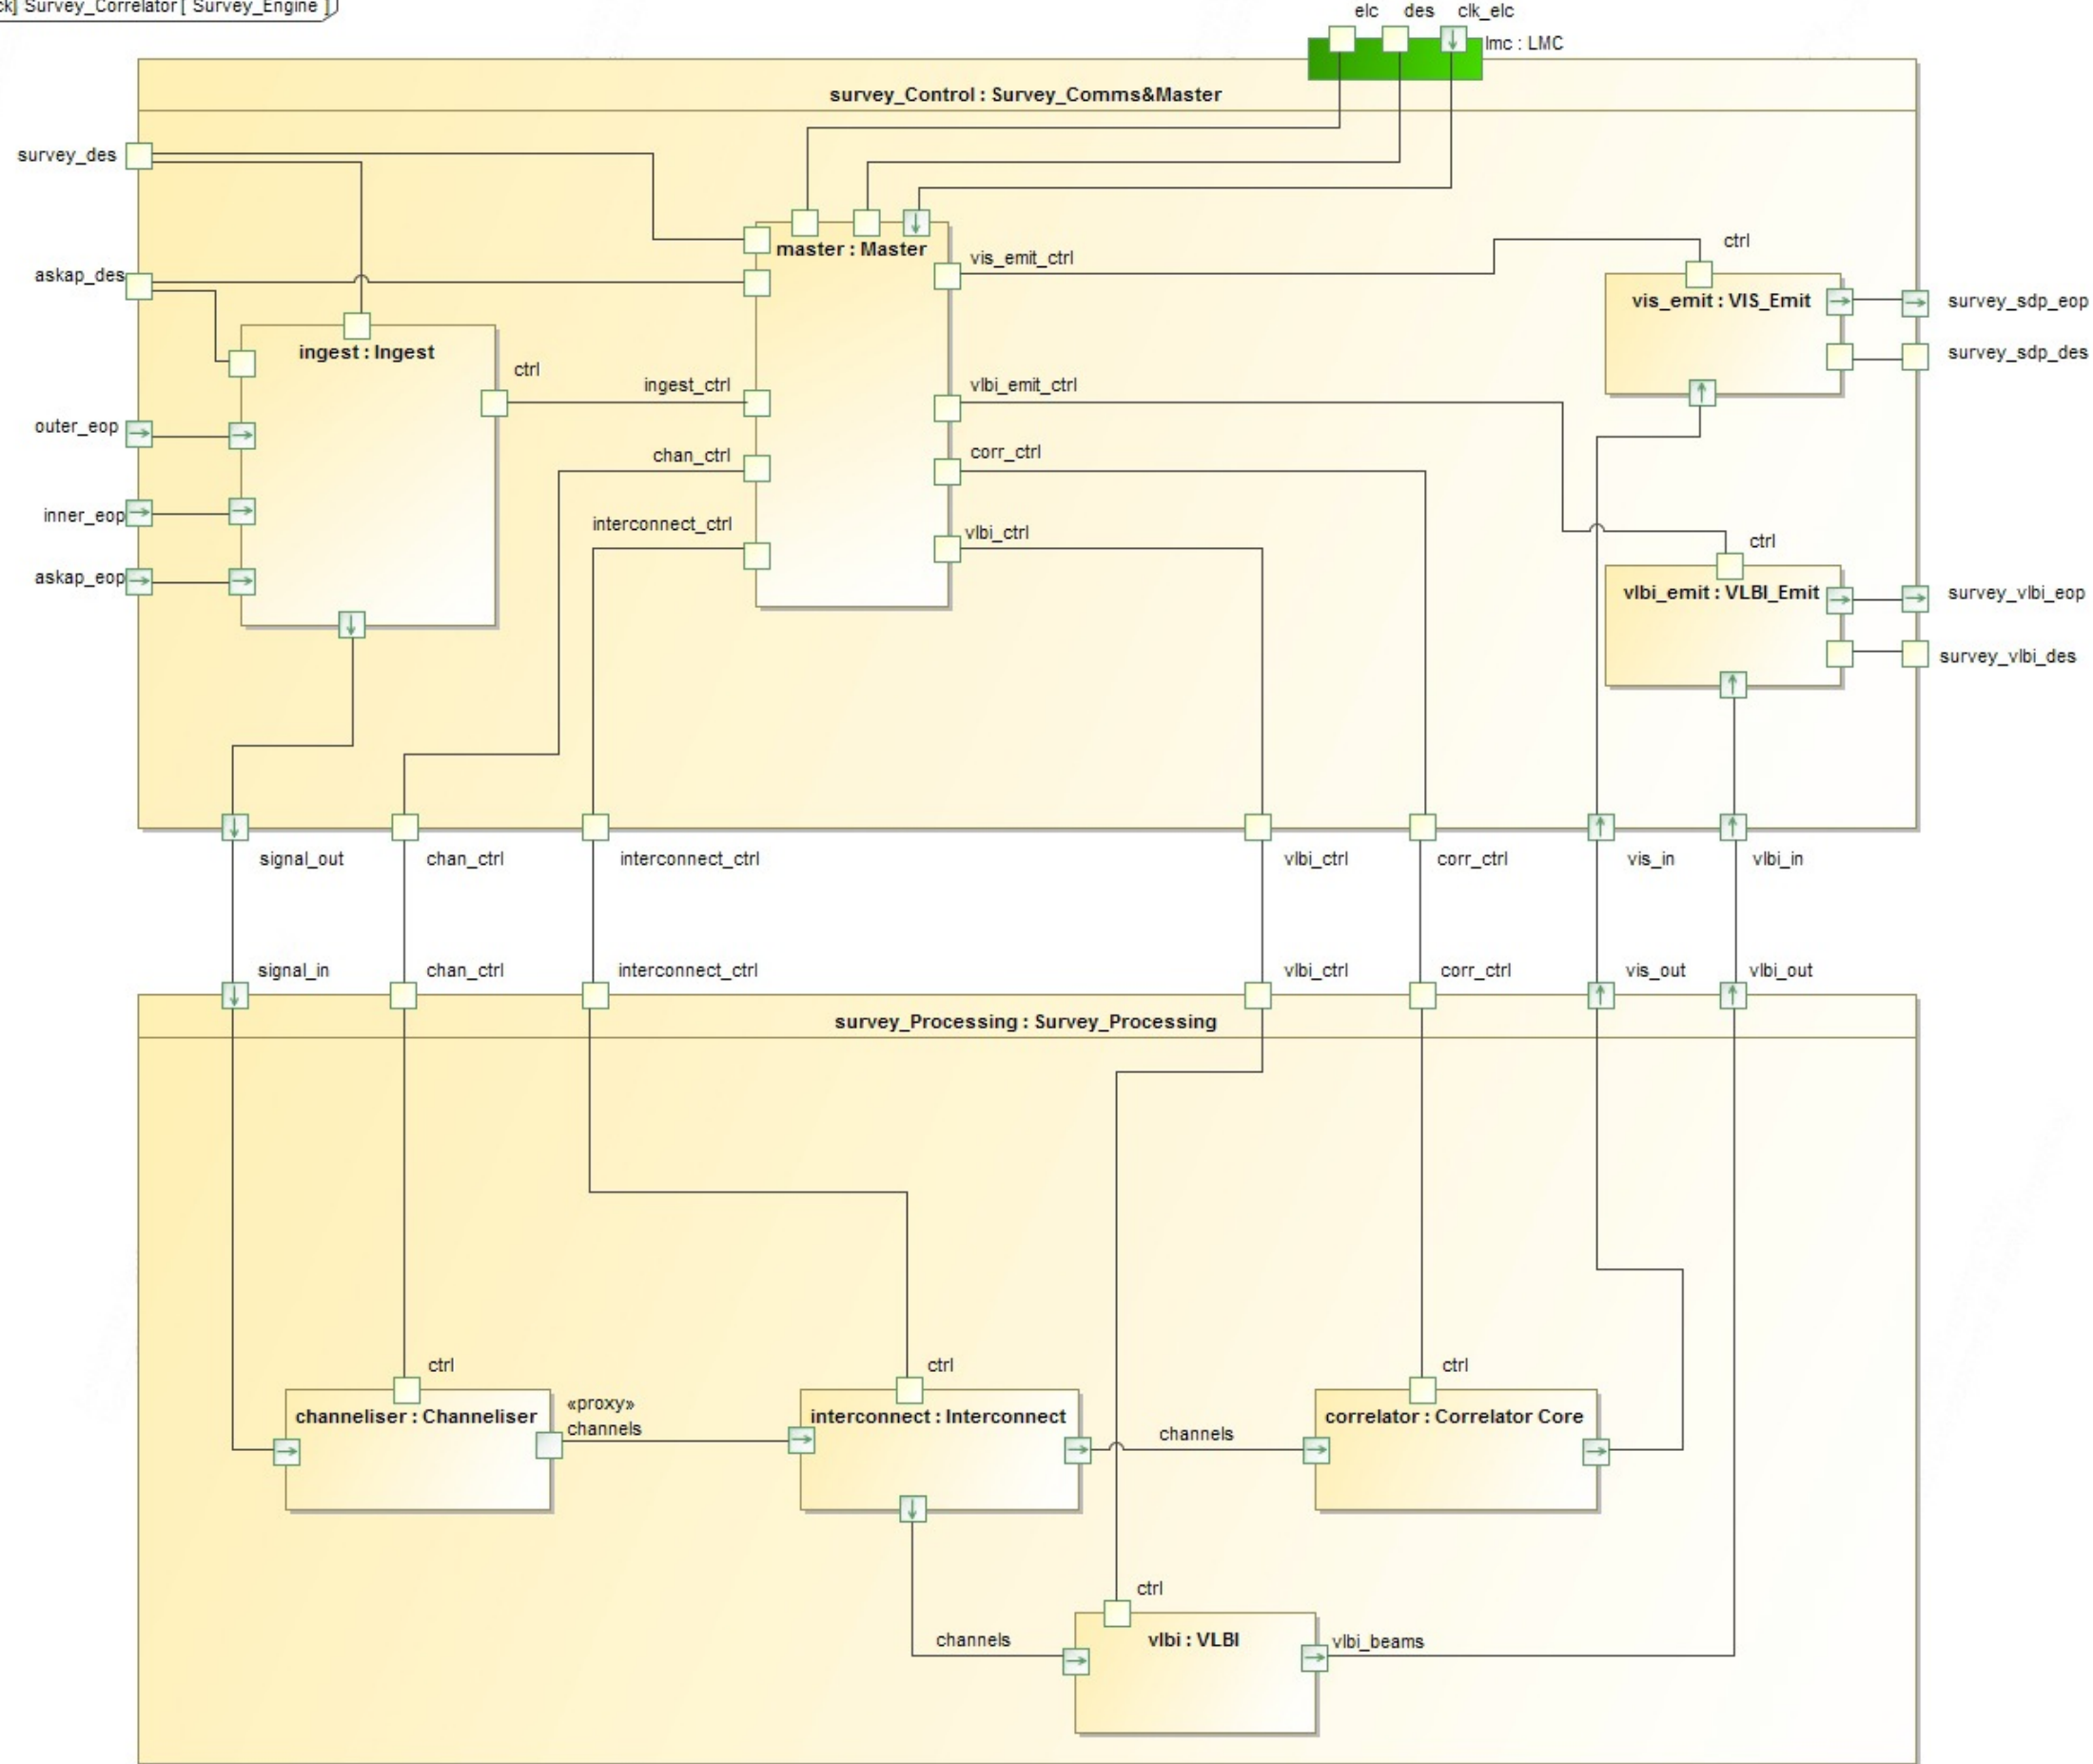 ck] Survey_Correlator [ Survey_Engine ]
elc des clk_elc
lmc : LMC
survey_Control : Survey_Comms&Master
survey_des
askap_des
outer_eop
inner_eop
askap_eop
ingest : Ingest
ctrl
master : Master
ingest_ctrl
chan_ctrl
interconnect_ctrl
vis_emit_ctrl
vlbi_emit_ctrl
corr_ctrl
vlbi_ctrl
ctrl
vis_emit : VIS_Emit
survey_sdp_eop
survey_sdp_des
ctrl
vlbi_emit : VLBI_Emit
survey_vlbi_eop
survey_vlbi_des
signal_out chan_ctrl interconnect_ctrl vlbi_ctrl corr_ctrl vis_in vlbi_in
signal_in chan_ctrl interconnect_ctrl vlbi_ctrl corr_ctrl vis_out vlbi_out
survey_Processing : Survey_Processing
ctrl
channeliser : Channeliser
«proxy»
channels
ctrl
interconnect : Interconnect
channels
ctrl
correlator : Correlator Core
channels
ctrl
vlbi : VLBI
vlbi_beams